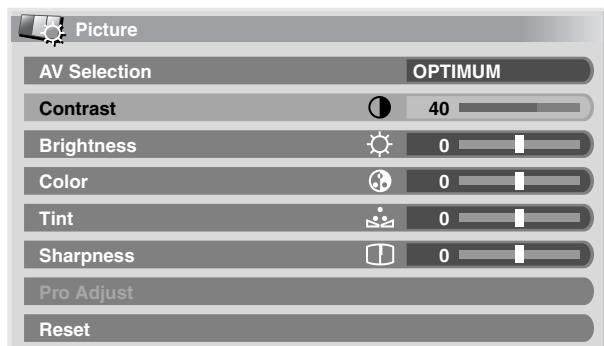 Picture
AV Selection OPTIMUM
Contrast 40
Brightness 0
Color 0
Tint 0
Sharpness 0
Pro Adjust
Reset